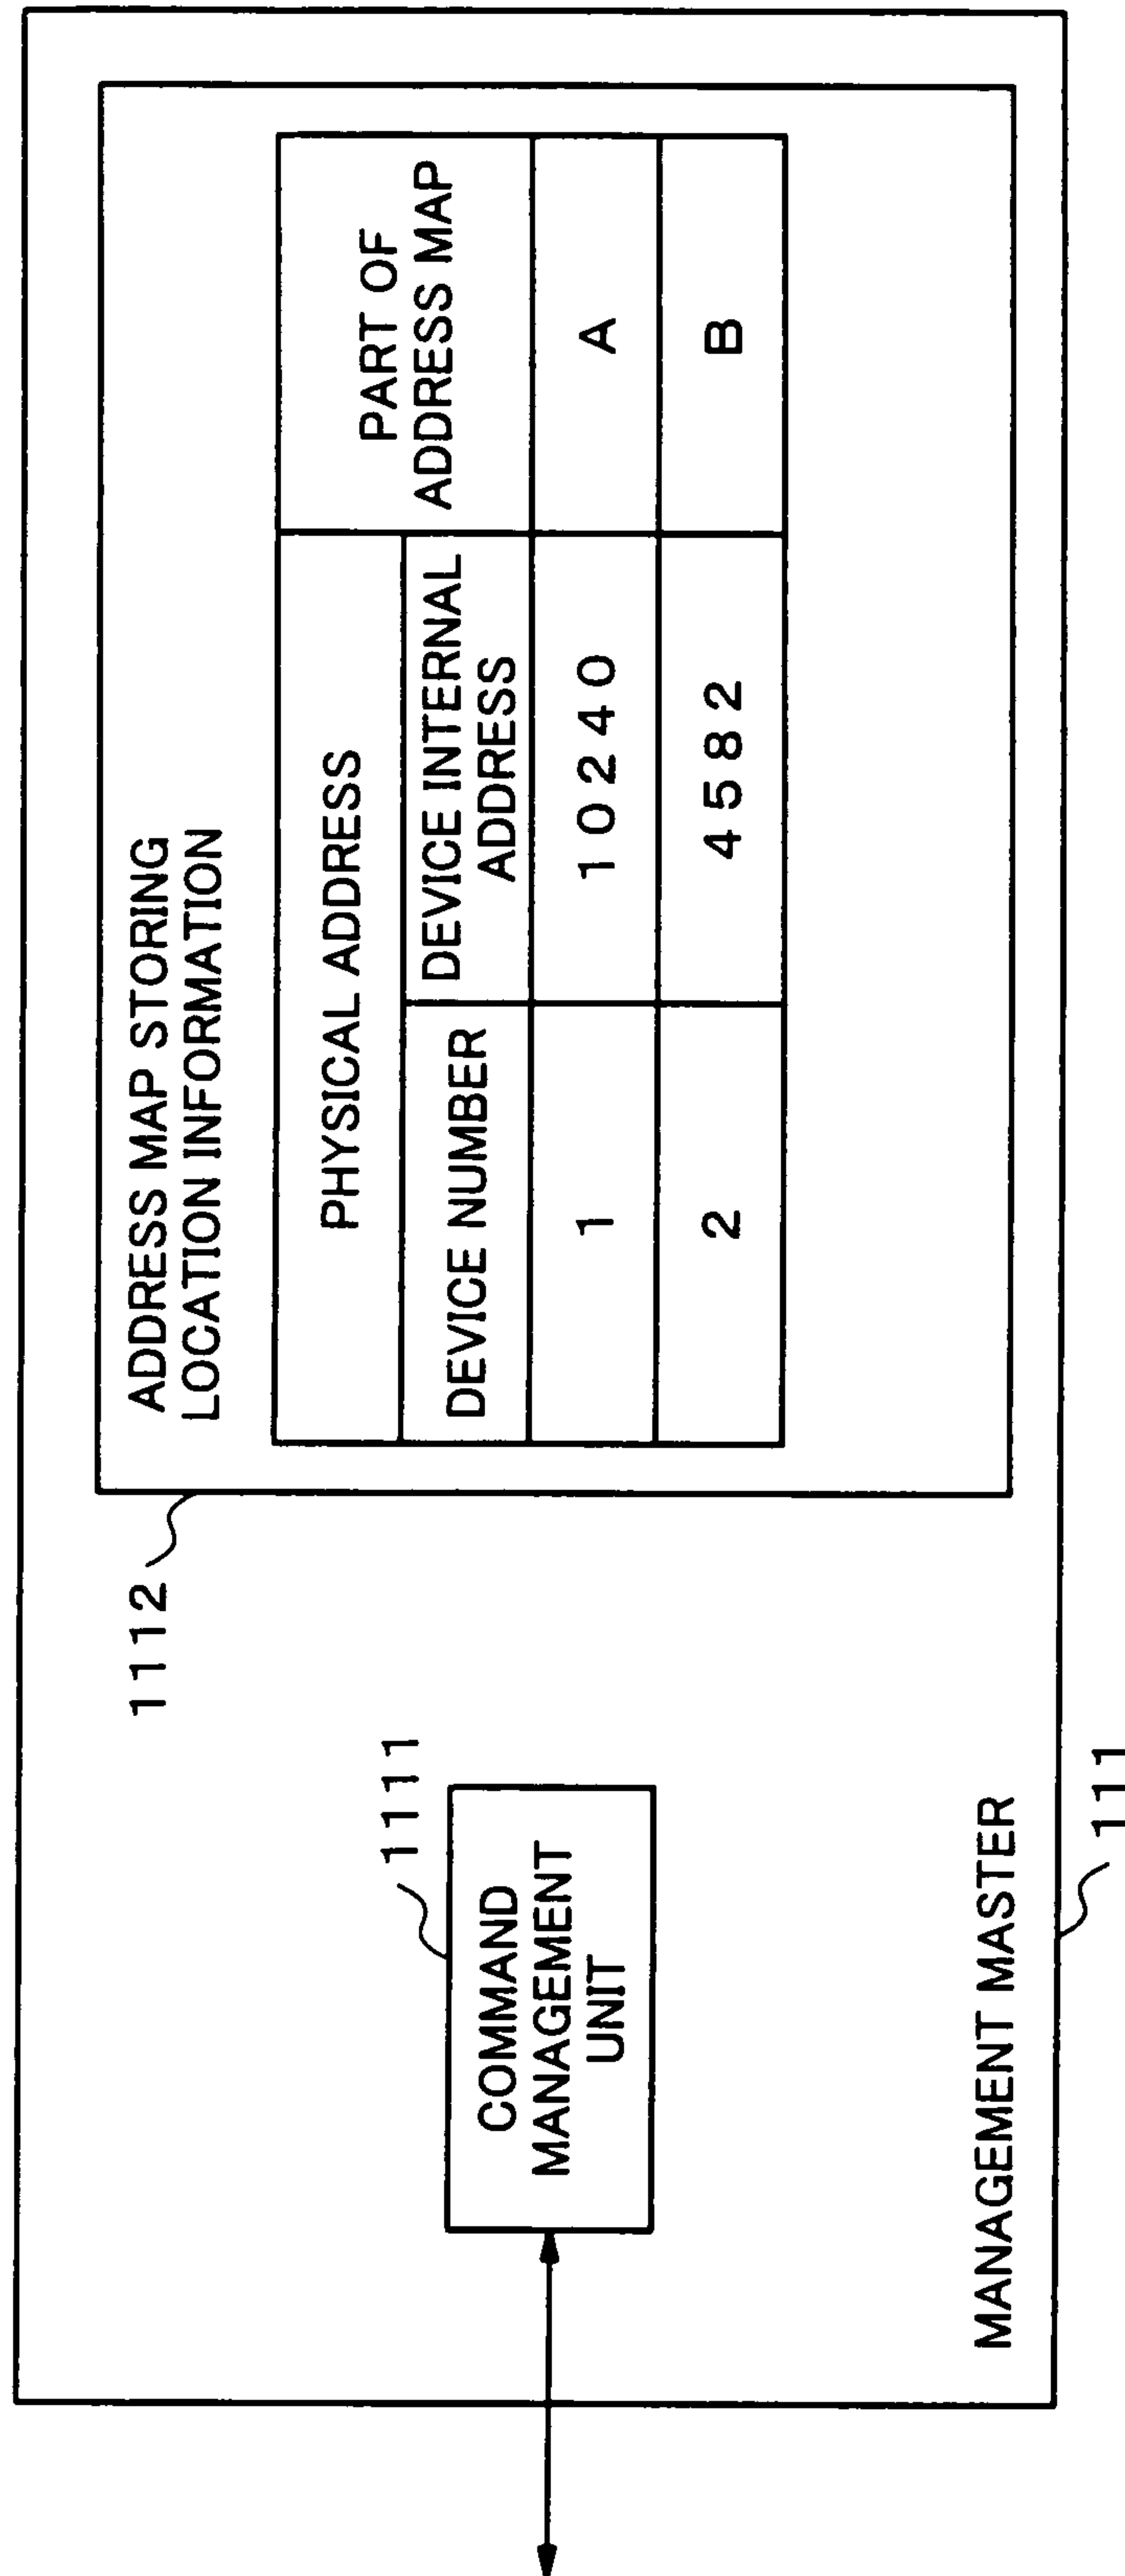 1112
ADDRESS MAP STORING
LOCATION INFORMATION
PHYSICAL ADDRESS
PART OF
ADDRESS MAP
DEVICE NUMBER
DEVICE INTERNAL
ADDRESS
1
10240
A
2
4582
B
1111
COMMAND
MANAGEMENT
UNIT
MANAGEMENT MASTER
111